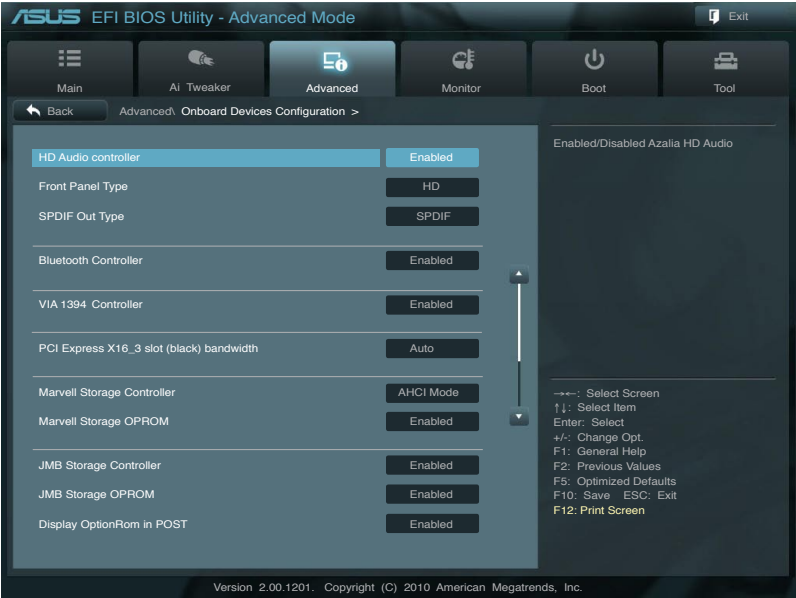 ASUS EFI BIOS Utility - Advanced Mode
Exit
Main
Ai Tweaker
Advanced
Monitor
Boot
Tool
Back
Advanced\ Onboard Devices Configuration >
HD Audio controller Enabled
Front Panel Type HD
SPDIF Out Type SPDIF
Bluetooth Controller Enabled
VIA 1394 Controller Enabled
PCI Express X16_3 slot (black) bandwidth Auto
Marvell Storage Controller AHCI Mode
Marvell Storage OPROM Enabled
JMB Storage Controller Enabled
JMB Storage OPROM Enabled
Display OptionRom in POST Enabled
Enabled/Disabled Azalia HD Audio
→←: Select Screen
↑↓: Select Item
Enter: Select
+/-: Change Opt.
F1: General Help
F2: Previous Values
F5: Optimized Defaults
F10: Save ESC: Exit
F12: Print Screen
Version 2.00.1201. Copyright (C) 2010 American Megatrends, Inc.